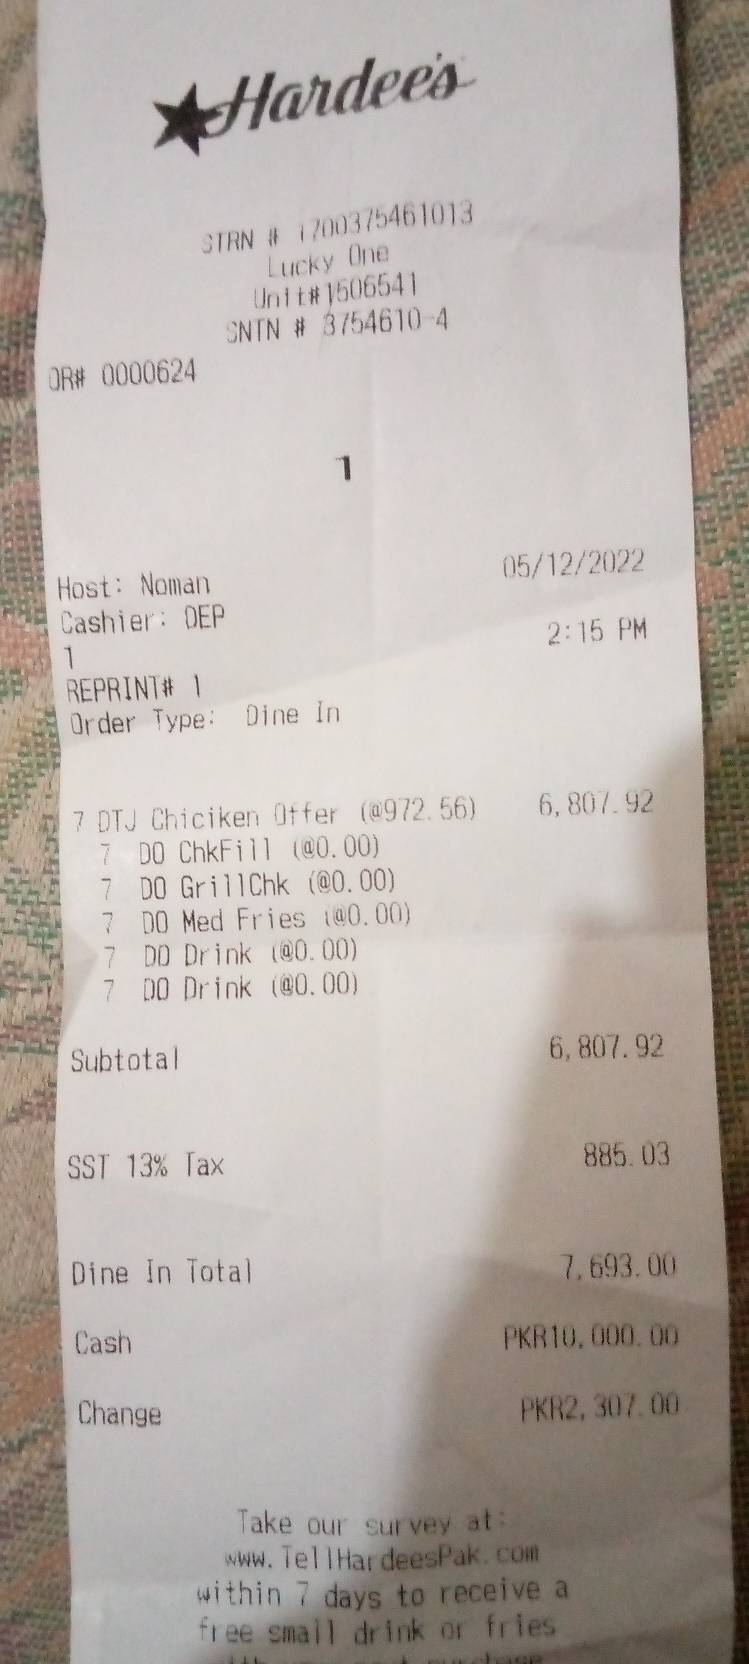 Hardee's
STRN # 1700375461013
Lucky One
Unit#1506541
SNTN # 3754610-4
OR# 0000624
1
Host: Noman 05/12/2022
Cashier: OEP 2:15 PM
1
REPRINT# 1
Order Type: Dine In
7 DTJ Chiciken Offer (@972.56) 6,807.92
7 DO ChkFill (@0.00)
7 DO GrillChk (@0.00)
7 DO Med Fries (@0.00)
7 DO Drink (@0.00)
7 DO Drink (@0.00)
Subtotal 6,807.92
SST 13% Tax 885.03
Dine In Total 7,693.00
Cash PKR10,000.00
Change PKR2,307.00
Take our survey at:
www.TellHardeesPak.com
within 7 days to receive a
free small drink or fries